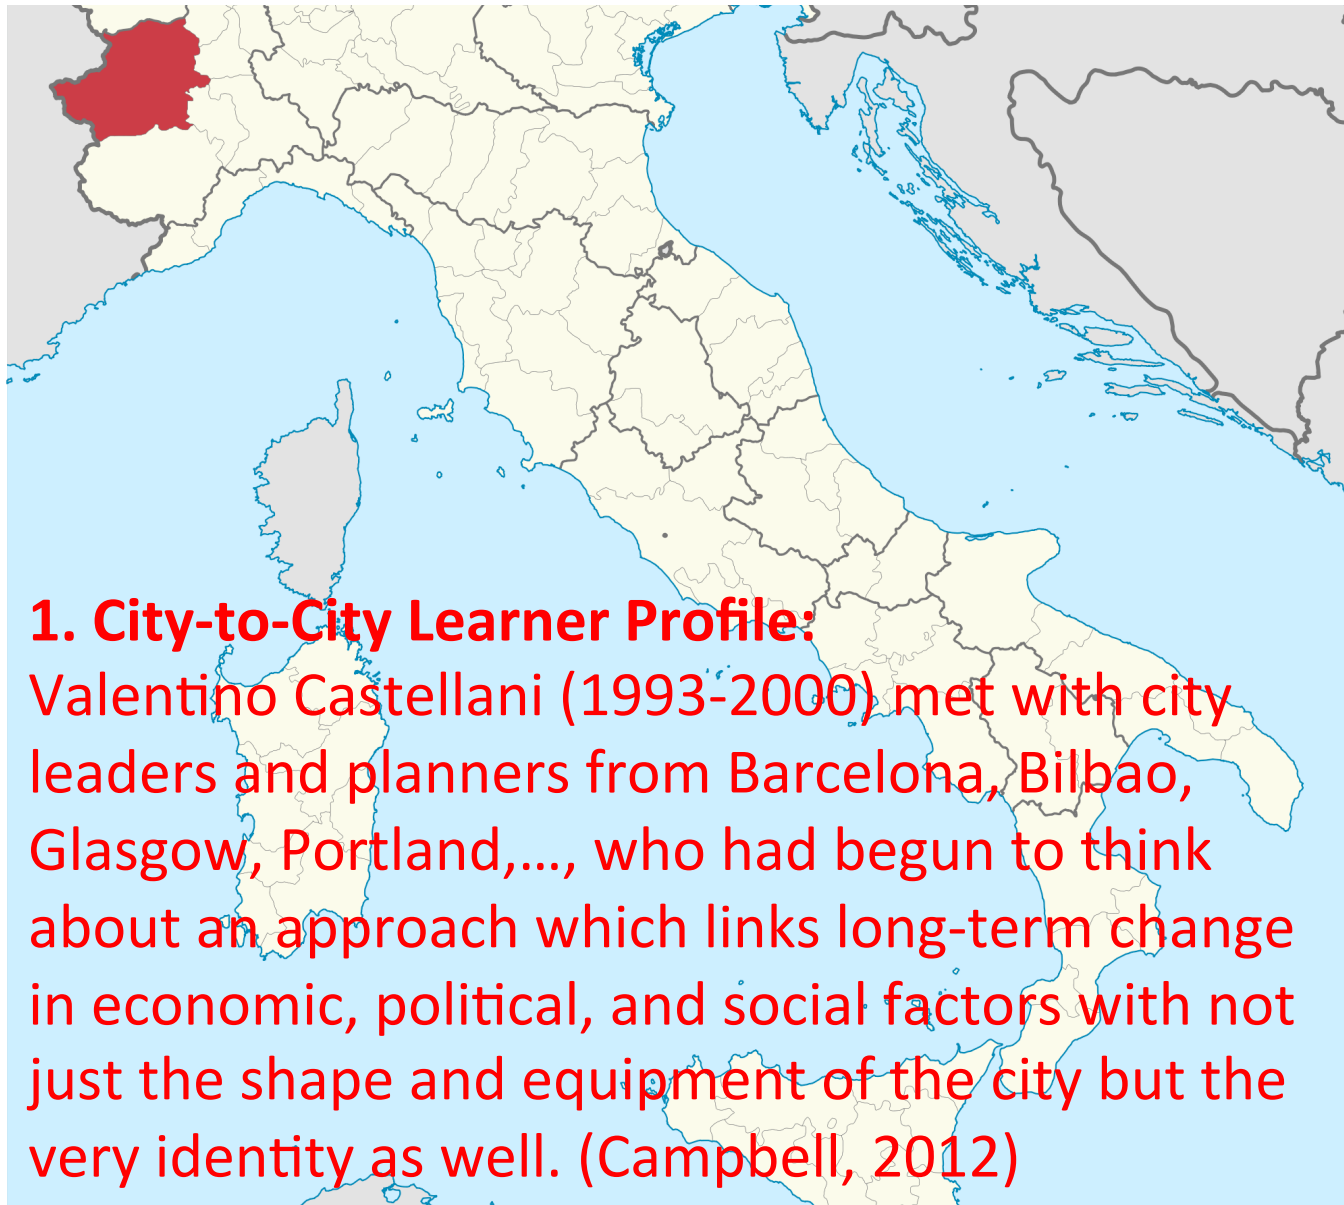 1. City-to-City Learner Profile:
Valentino Castellani (1993-2000) met with city
leaders and planners from Barcelona, Bilbao,
Glasgow, Portland,..., who had begun to think
about an approach which links long-term change
in economic, political, and social factors with not
just the shape and equipment of the city but the
very identity as well. (Campbell, 2012)